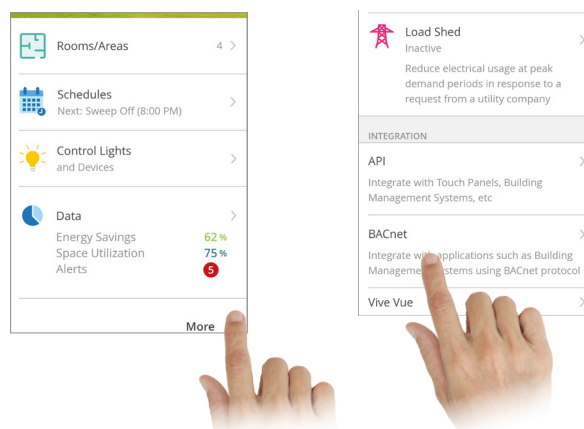 Rooms/Areas 4
Schedules
Next: Sweep Off (8:00 PM)
Control Lights
and Devices
Data
Energy Savings 62 %
Space Utilization 75 %
Alerts 5
More
Load Shed
Inactive
Reduce electrical usage at peak
demand periods in response to a
request from a utility company
INTEGRATION
API
Integrate with Touch Panels, Building
Management Systems, etc
BACnet
Integrate applications such as Building
using BACnet protocol
Vive Vue